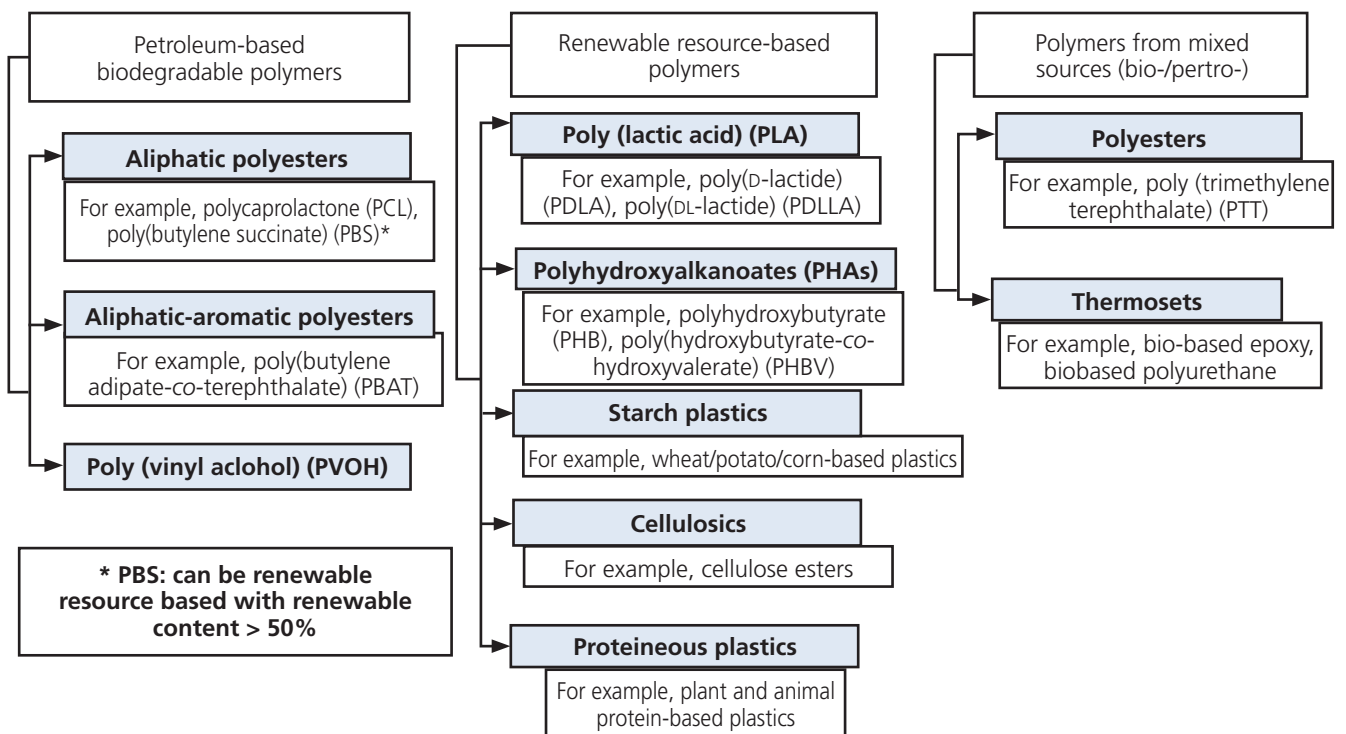 Petroleum-based
biodegradable polymers
Aliphatic polyesters
For example, polycaprolactone (PCL),
poly(butylene succinate) (PBS)*
Aliphatic-aromatic polyesters
For example, poly(butylene
adipate-co-terephthalate) (PBAT)
Poly (vinyl aclohol) (PVOH)
* PBS: can be renewable
resource based with renewable
content > 50%
Renewable resource-based
polymers
Poly (lactic acid) (PLA)
For example, poly(D-lactide)
(PDLA), poly(DL-lactide) (PDLLA)
Polyhydroxyalkanoates (PHAs)
For example, polyhydroxybutyrate
(PHB), poly(hydroxybutyrate-co-
hydroxyvalerate) (PHBV)
Starch plastics
For example, wheat/potato/corn-based plastics
Cellulosics
For example, cellulose esters
Proteineous plastics
For example, plant and animal
protein-based plastics
Polymers from mixed
sources (bio-/pertro-)
Polyesters
For example, poly (trimethylene
terephthalate) (PTT)
Thermosets
For example, bio-based epoxy,
biobased polyurethane